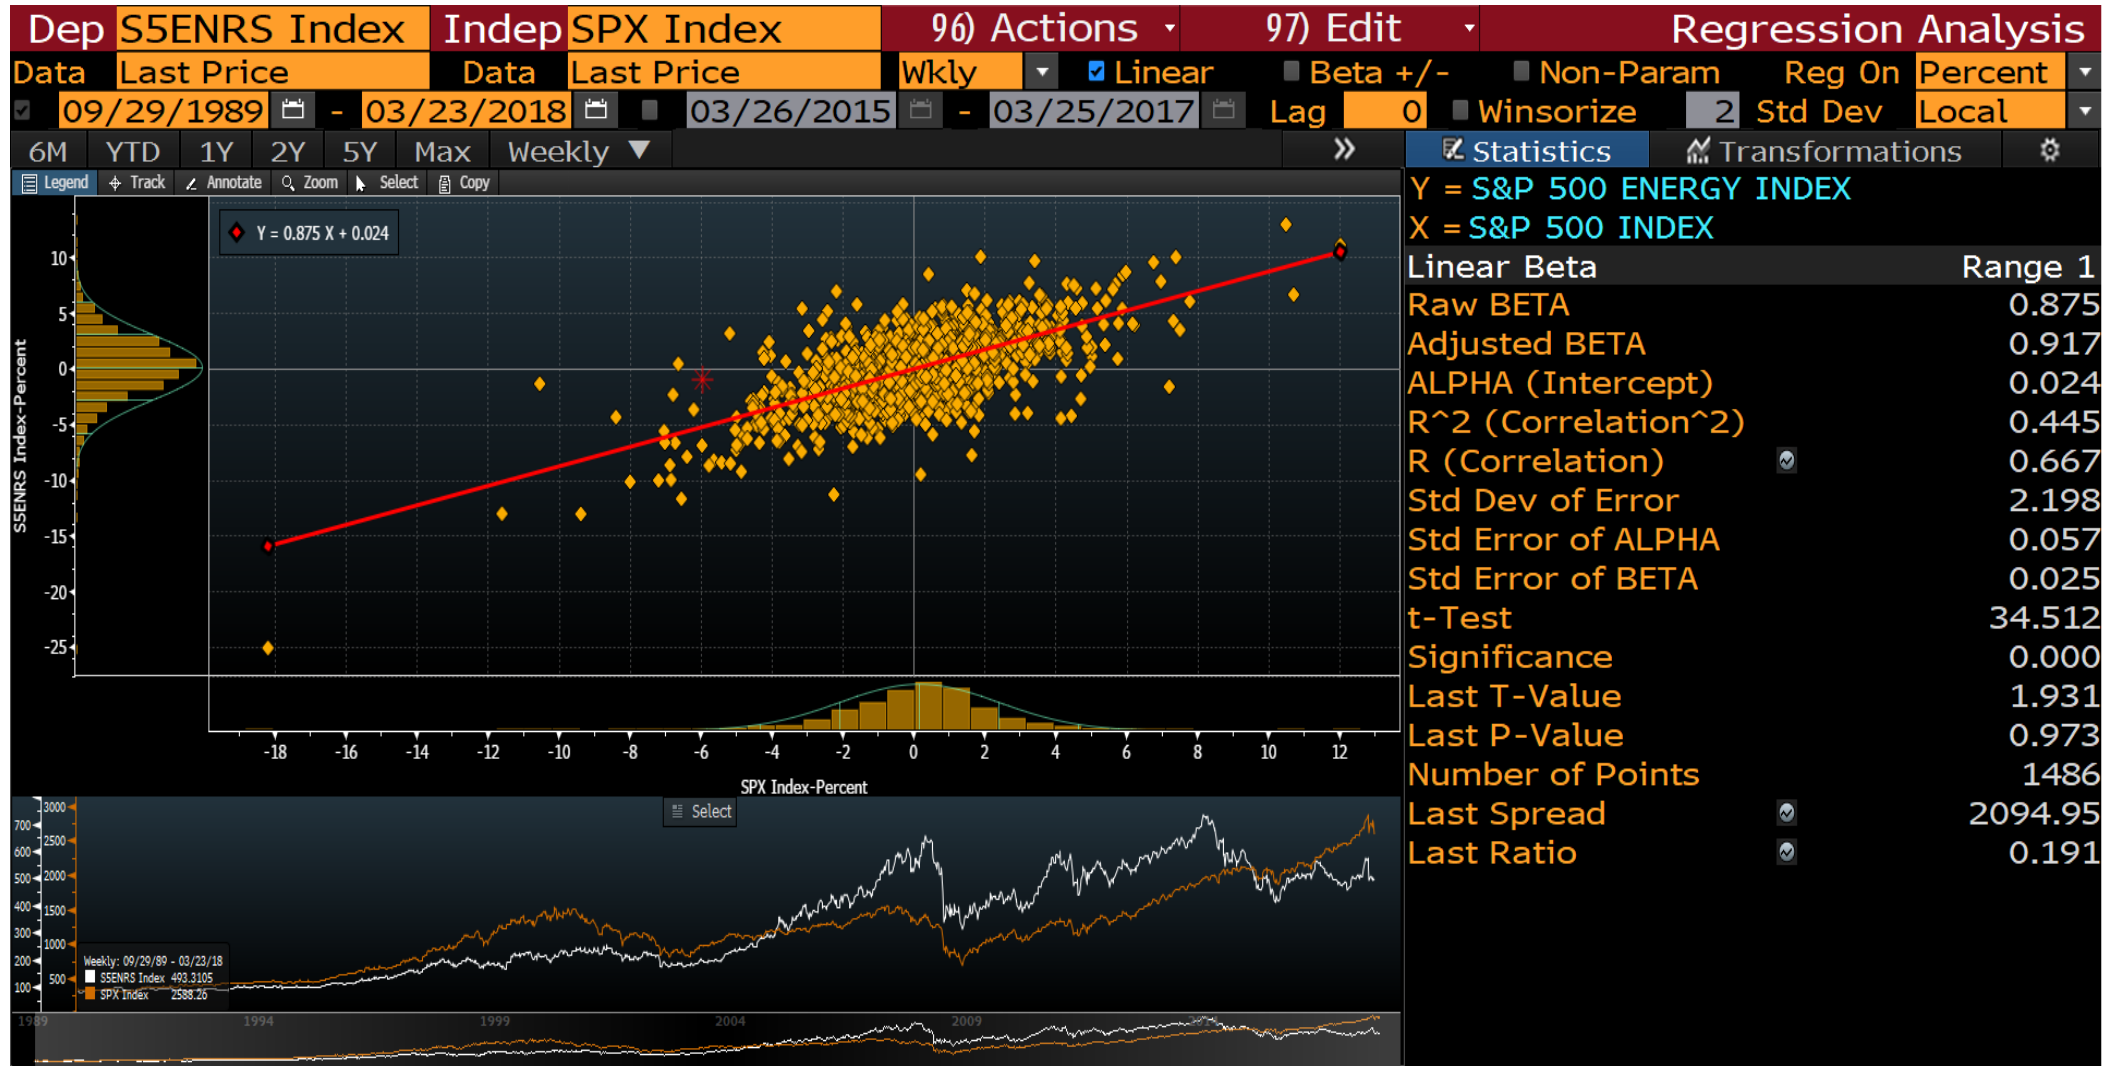 Dep S5ENRS Index Indep SPX Index 96) Actions 97) Edit Regression Analysis
Data Last Price Data Last Price Wkly Linear Beta +/- Non-Param Reg On Percent
09/29/1989 - 03/23/2018 03/26/2015 - 03/25/2017 Lag 0 Winsorize 2 Std Dev Local
6M YTD 1Y 2Y 5Y Max Weekly ▼ » Statistics Transformations
Legend Track Annotate Zoom Select Copy
Y = 0.875 X + 0.024
10
5
0
-5
-10
-15
-20
-25
S5ENRS Index-Percent
-18 -16 -14 -12 -10 -8 -6 -4 -2 0 2 4 6 8 10 12
SPX Index-Percent
Select
700
600
500
400
300
200
100
3000
2500
2000
1500
1000
500
Weekly: 09/29/89 - 03/23/18
S5ENRS Index 493.3105
SPX Index 2588.26
1989 1994 1999 2004 2009 2014
Y = S&P 500 ENERGY INDEX
X = S&P 500 INDEX
Linear Beta Range 1
Raw BETA 0.875
Adjusted BETA 0.917
ALPHA (Intercept) 0.024
R^2 (Correlation^2) 0.445
R (Correlation) 0.667
Std Dev of Error 2.198
Std Error of ALPHA 0.057
Std Error of BETA 0.025
t-Test 34.512
Significance 0.000
Last T-Value 1.931
Last P-Value 0.973
Number of Points 1486
Last Spread 2094.95
Last Ratio 0.191